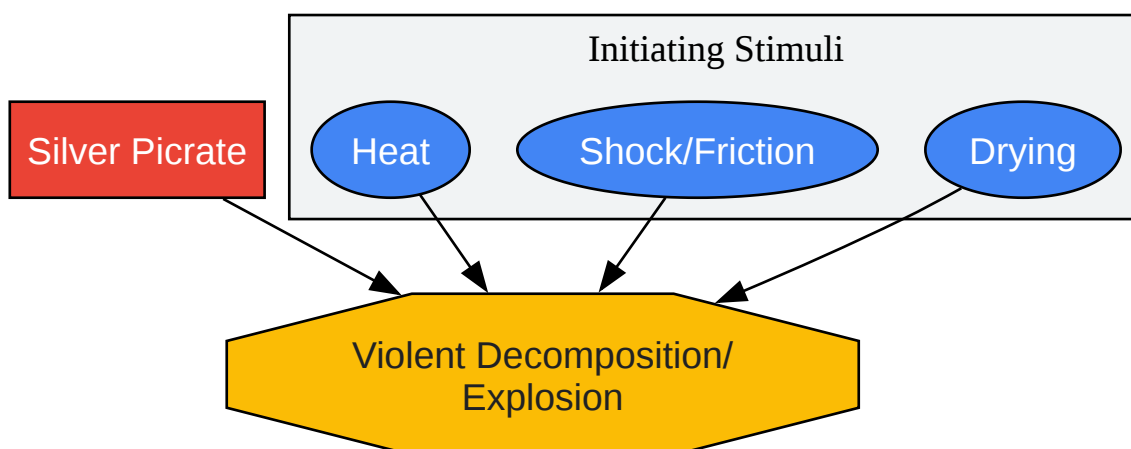 Initiating Stimuli
Silver Picrate
Heat
Shock/Friction
Drying
Violent Decomposition/
Explosion